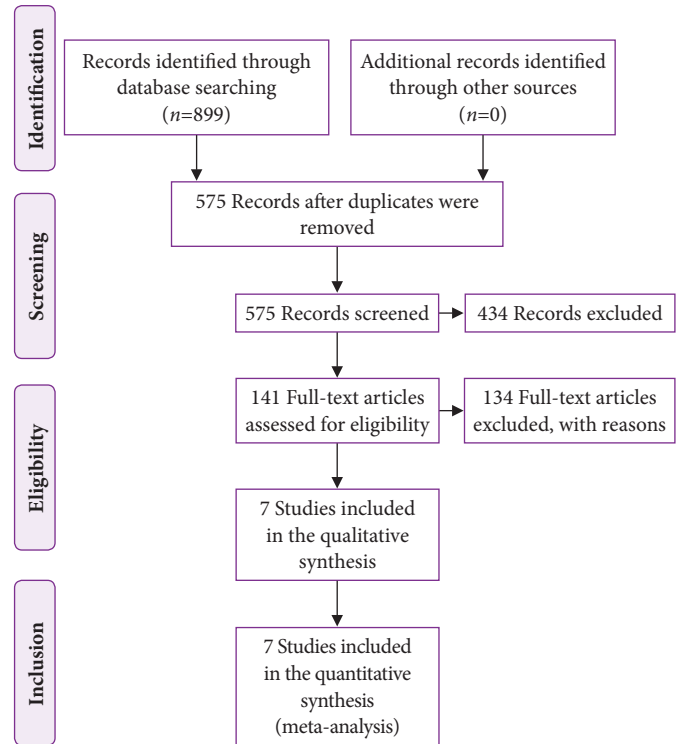 Identification
Records identified through
database searching
(n=899)
Additional records identified
through other sources
(n=0)
Screening
575 Records after duplicates were
removed
575 Records screened
434 Records excluded
Eligibility
141 Full-text articles
assessed for eligibility
134 Full-text articles
excluded, with reasons
7 Studies included
in the qualitative
synthesis
Inclusion
7 Studies included
in the quantitative
synthesis
(meta-analysis)